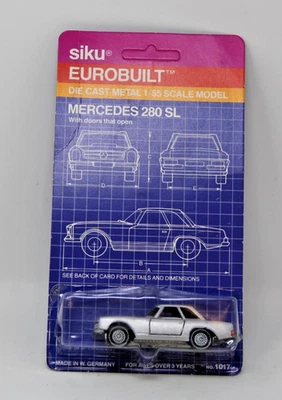 siku®
EUROBUILT™
DIE CAST METAL 1/55 SCALE MODEL
MERCEDES 280 SL
With doors that open
C
E
D
E
B
A
SEE BACK OF CARD FOR DETAILS AND DIMENSIONS
MADE IN W. GERMANY
FOR AGES OVER 3 YEARS
NO. 1017